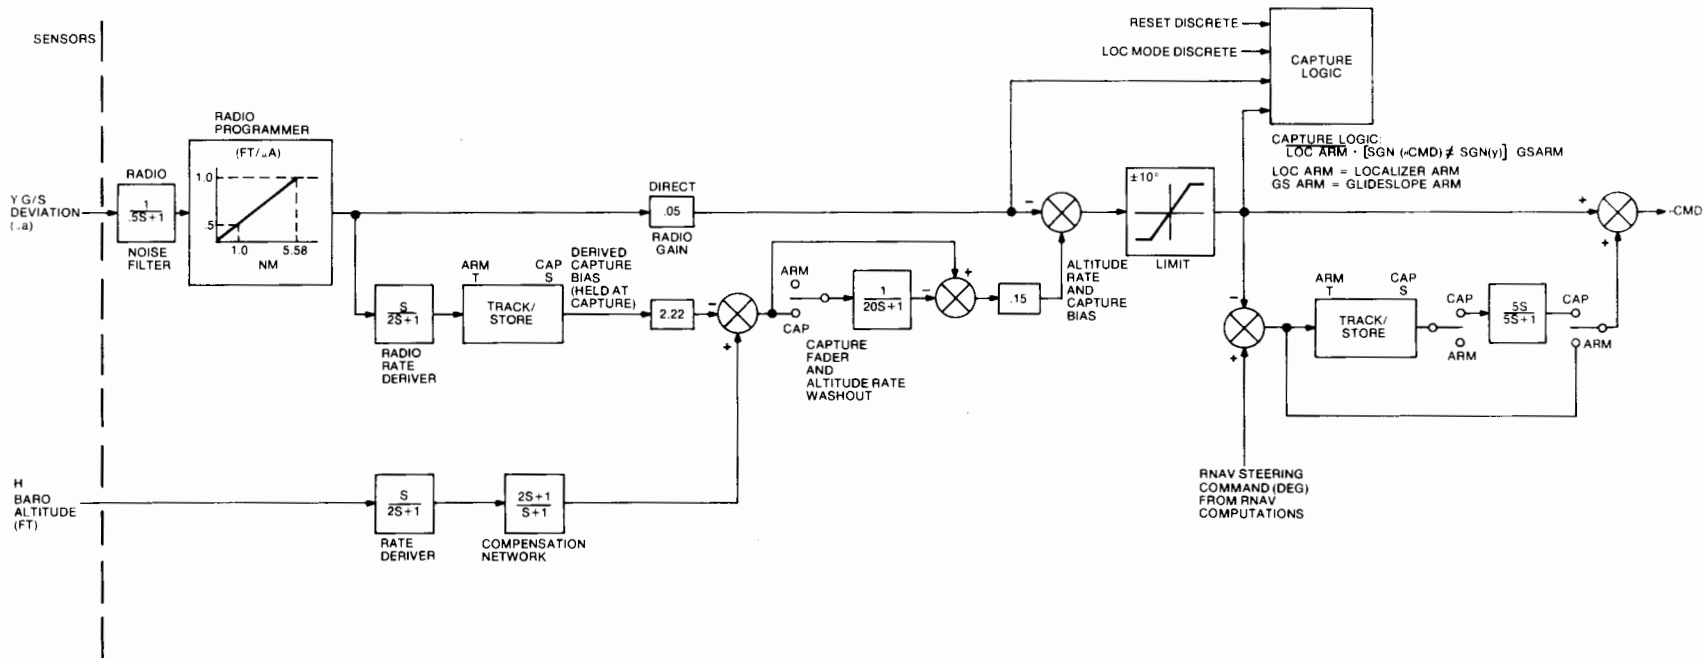 SENSORS
Y G/S
DEVIATION
(.a)
RADIO
1
.5S+1
NOISE
FILTER
RADIO
PROGRAMMER
(FT/µA)
1.0
.5
1.0
5.58
NM
S
2S+1
RADIO
RATE
DERIVER
ARM
T
CAP
S
TRACK/
STORE
DERIVED
CAPTURE
BIAS
(HELD AT
CAPTURE)
2.22
-
+
DIRECT
.05
RADIO
GAIN
ARM
CAP
CAPTURE
FADER
AND
ALTITUDE RATE
WASHOUT
1
20S+1
+
-
.15
ALTITUDE
RATE
AND
CAPTURE
BIAS
-
±10°
LIMIT
RESET DISCRETE
LOC MODE DISCRETE
CAPTURE
LOGIC
CAPTURE LOGIC:
LOC ARM · [SGN (CMD) ≠ SGN(y)] GSARM
LOC ARM = LOCALIZER ARM
GS ARM = GLIDESLOPE ARM
+
+
-CMD
-
+
ARM
T
CAP
S
TRACK/
STORE
CAP
ARM
5S
5S+1
CAP
ARM
RNAV STEERING
COMMAND (DEG)
FROM RNAV
COMPUTATIONS
H
BARO
ALTITUDE
(FT)
S
2S+1
RATE
DERIVER
2S+1
S+1
COMPENSATION
NETWORK